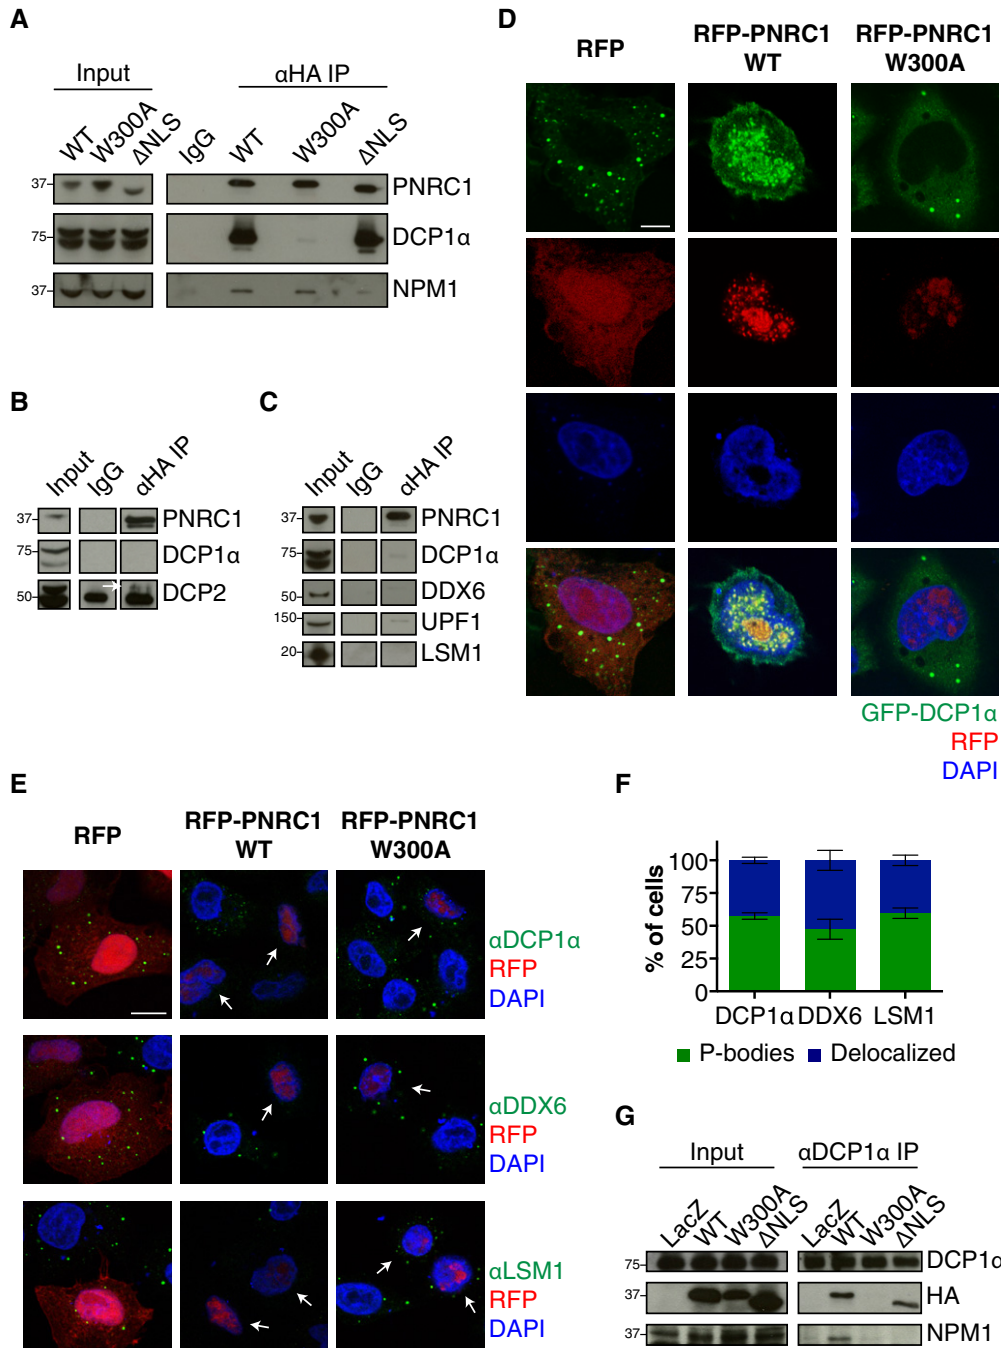 A
Input
αHA IP
WT
W300A
ΔNLS
IgG
WT
W300A
ΔNLS
37
PNRC1
75
DCP1α
37
NPM1
B
Input
IgG
αHA IP
37
PNRC1
75
DCP1α
50
DCP2
C
Input
IgG
αHA IP
37
PNRC1
75
DCP1α
50
DDX6
150
UPF1
20
LSM1
D
RFP
RFP-PNRC1
WT
RFP-PNRC1
W300A
GFP-DCP1α
RFP
DAPI
E
RFP
RFP-PNRC1
WT
RFP-PNRC1
W300A
αDCP1α
RFP
DAPI
αDDX6
RFP
DAPI
αLSM1
RFP
DAPI
F
% of cells
100
75
50
25
0
DCP1α DDX6 LSM1
P-bodies
Delocalized
G
Input
αDCP1α IP
LacZ
WT
W300A
ΔNLS
LacZ
WT
W300A
ΔNLS
75
DCP1α
37
HA
37
NPM1